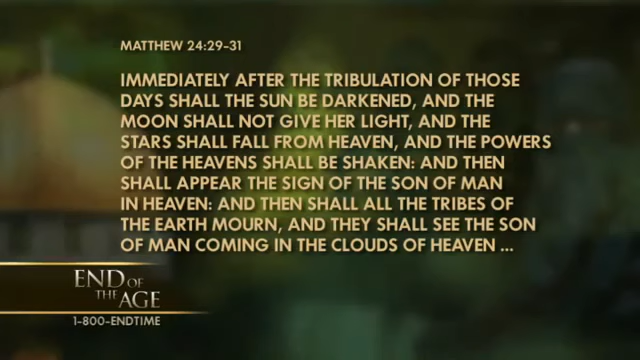 MATTHEW 24:29-31
IMMEDIATELY AFTER THE TRIBULATION OF THOSE
DAYS SHALL THE SUN BE DARKENED, AND THE
MOON SHALL NOT GIVE HER LIGHT, AND THE
STARS SHALL FALL FROM HEAVEN, AND THE POWERS
OF THE HEAVENS SHALL BE SHAKEN: AND THEN
SHALL APPEAR THE SIGN OF THE SON OF MAN
IN HEAVEN: AND THEN SHALL ALL THE TRIBES OF
THE EARTH MOURN, AND THEY SHALL SEE THE SON
OF MAN COMING IN THE CLOUDS OF HEAVEN ...
END OF
THE AGE
1-800-ENDTIME